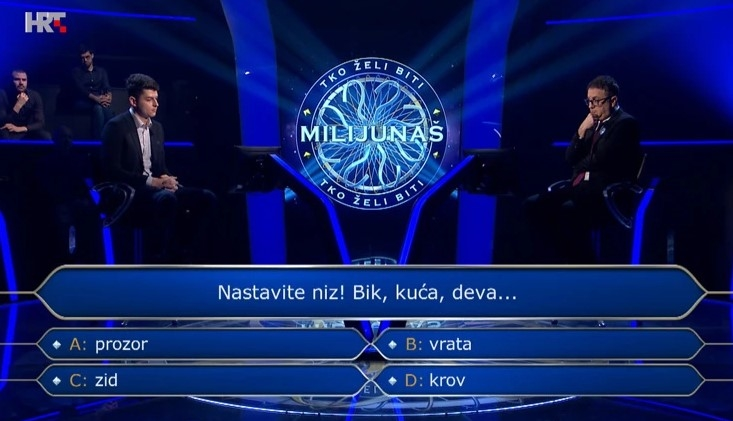 HRT
TKO ŽELI BITI
MILIJUNAŠ
TKO ŽELI BITI
Nastavite niz! Bik, kuća, deva...
A: prozor
B: vrata
C: zid
D: krov